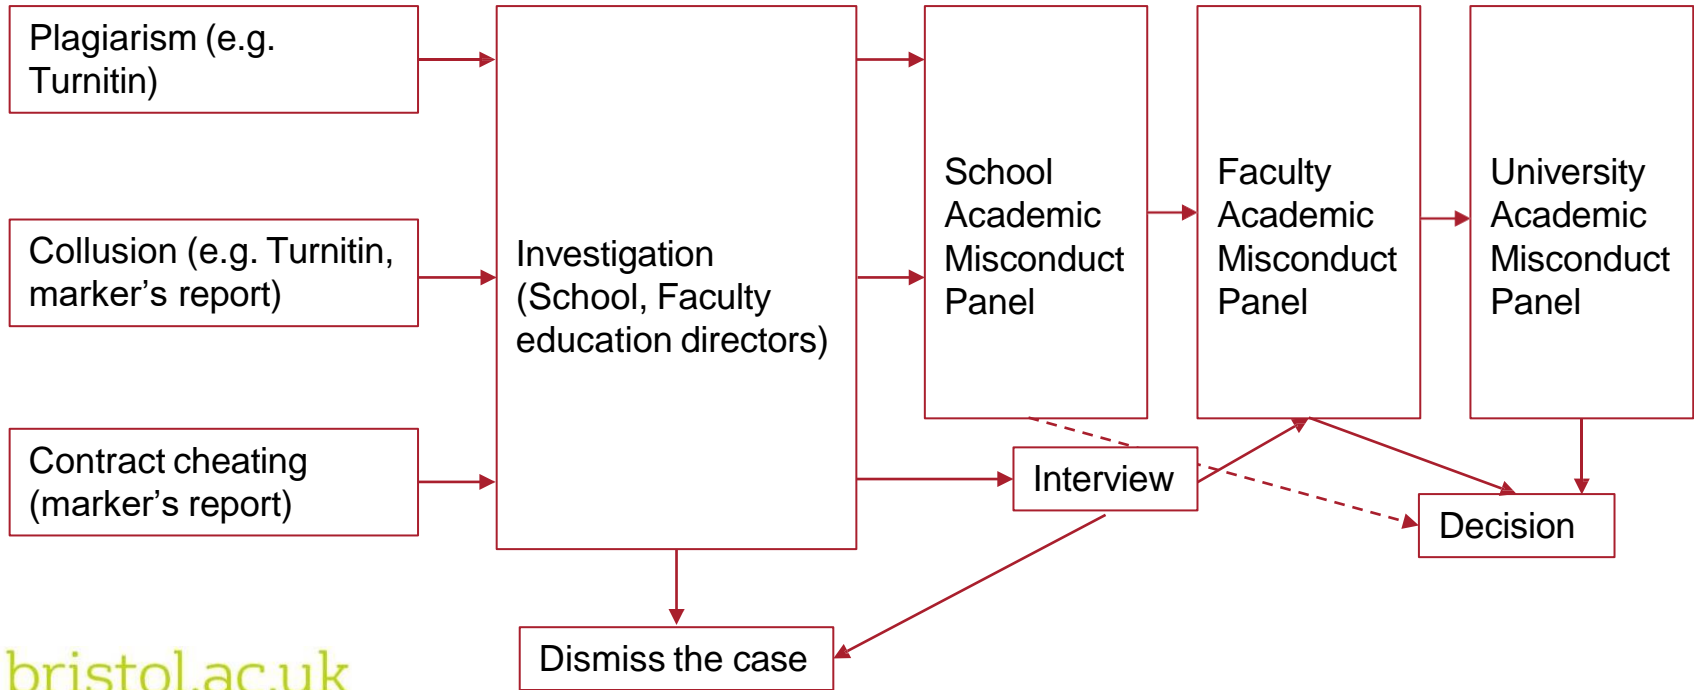 Plagiarism (e.g.
Turnitin)
Collusion (e.g. Turnitin,
marker’s report)
Contract cheating
(marker’s report)
Investigation
(School, Faculty
education directors)
School
Academic
Misconduct
Panel
Faculty
Academic
Misconduct
Panel
University
Academic
Misconduct
Panel
Interview
Decision
Dismiss the case
bristol.ac.uk